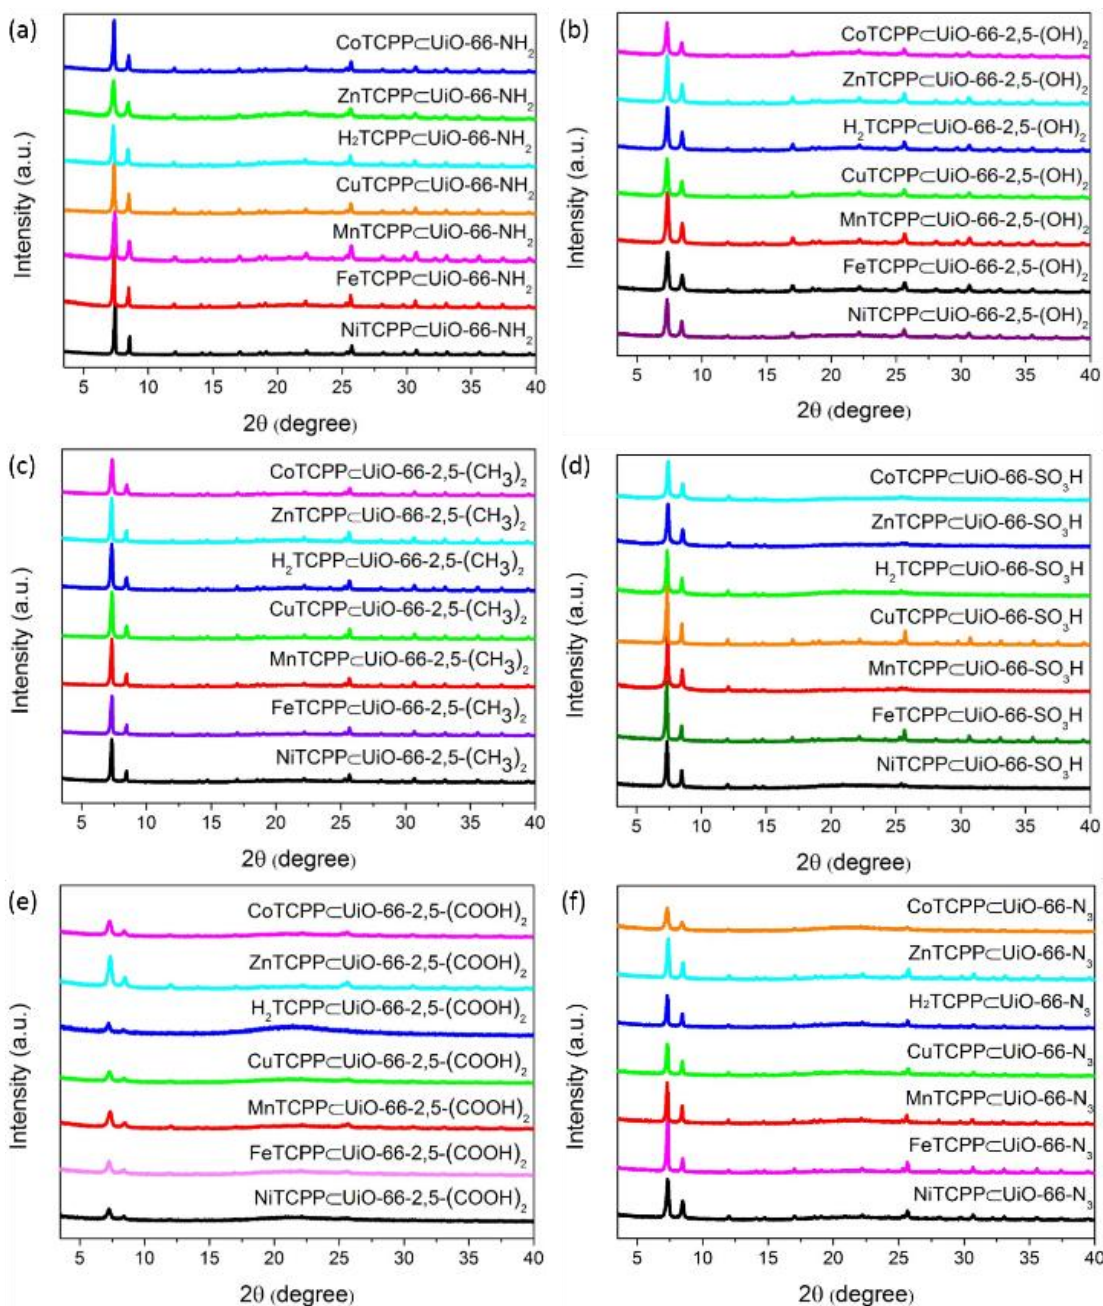 (a)
CoTCPP⊂UiO-66-NH₂
ZnTCPP⊂UiO-66-NH₂
H₂TCPP⊂UiO-66-NH₂
CuTCPP⊂UiO-66-NH₂
MnTCPP⊂UiO-66-NH₂
FeTCPP⊂UiO-66-NH₂
NiTCPP⊂UiO-66-NH₂
Intensity (a.u.)
5 10 15 20 25 30 35 40
2θ (degree)
(b)
CoTCPP⊂UiO-66-2,5-(OH)₂
ZnTCPP⊂UiO-66-2,5-(OH)₂
H₂TCPP⊂UiO-66-2,5-(OH)₂
CuTCPP⊂UiO-66-2,5-(OH)₂
MnTCPP⊂UiO-66-2,5-(OH)₂
FeTCPP⊂UiO-66-2,5-(OH)₂
NiTCPP⊂UiO-66-2,5-(OH)₂
Intensity (a.u.)
5 10 15 20 25 30 35 40
2θ (degree)
(c)
CoTCPP⊂UiO-66-2,5-(CH₃)₂
ZnTCPP⊂UiO-66-2,5-(CH₃)₂
H₂TCPP⊂UiO-66-2,5-(CH₃)₂
CuTCPP⊂UiO-66-2,5-(CH₃)₂
MnTCPP⊂UiO-66-2,5-(CH₃)₂
FeTCPP⊂UiO-66-2,5-(CH₃)₂
NiTCPP⊂UiO-66-2,5-(CH₃)₂
Intensity (a.u.)
5 10 15 20 25 30 35 40
2θ (degree)
(d)
CoTCPP⊂UiO-66-SO₃H
ZnTCPP⊂UiO-66-SO₃H
H₂TCPP⊂UiO-66-SO₃H
CuTCPP⊂UiO-66-SO₃H
MnTCPP⊂UiO-66-SO₃H
FeTCPP⊂UiO-66-SO₃H
NiTCPP⊂UiO-66-SO₃H
Intensity (a.u.)
5 10 15 20 25 30 35 40
2θ (degree)
(e)
CoTCPP⊂UiO-66-2,5-(COOH)₂
ZnTCPP⊂UiO-66-2,5-(COOH)₂
H₂TCPP⊂UiO-66-2,5-(COOH)₂
CuTCPP⊂UiO-66-2,5-(COOH)₂
MnTCPP⊂UiO-66-2,5-(COOH)₂
FeTCPP⊂UiO-66-2,5-(COOH)₂
NiTCPP⊂UiO-66-2,5-(COOH)₂
Intensity (a.u.)
5 10 15 20 25 30 35 40
2θ (degree)
(f)
CoTCPP⊂UiO-66-N₃
ZnTCPP⊂UiO-66-N₃
H₂TCPP⊂UiO-66-N₃
CuTCPP⊂UiO-66-N₃
MnTCPP⊂UiO-66-N₃
FeTCPP⊂UiO-66-N₃
NiTCPP⊂UiO-66-N₃
Intensity (a.u.)
5 10 15 20 25 30 35 40
2θ (degree)